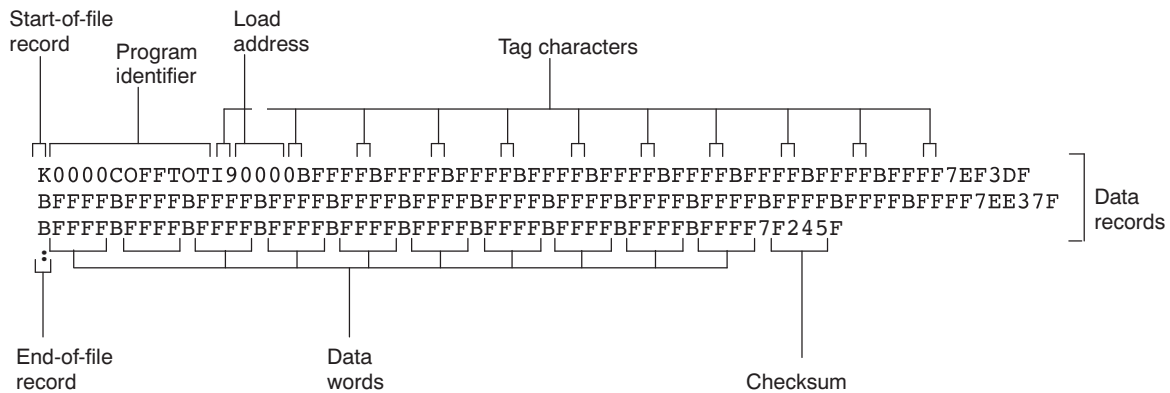 Start-of-file
record
Program
identifier
Load
address
Tag characters
K0000COFFTOTI90000BFFFFBFFFFBFFFFBFFFFBFFFFBFFFFBFFFFBFFFFBFFFF7EF3DF
BFFFFBFFFFBFFFFBFFFFBFFFFBFFFFBFFFFBFFFFBFFFFBFFFFBFFFFBFFFFBFFFF7EE37F
BFFFFBFFFFBFFFFBFFFFBFFFFBFFFFBFFFFBFFFFBFFFFBFFFF7F245F
:
Data
records
End-of-file
record
Data
words
Checksum